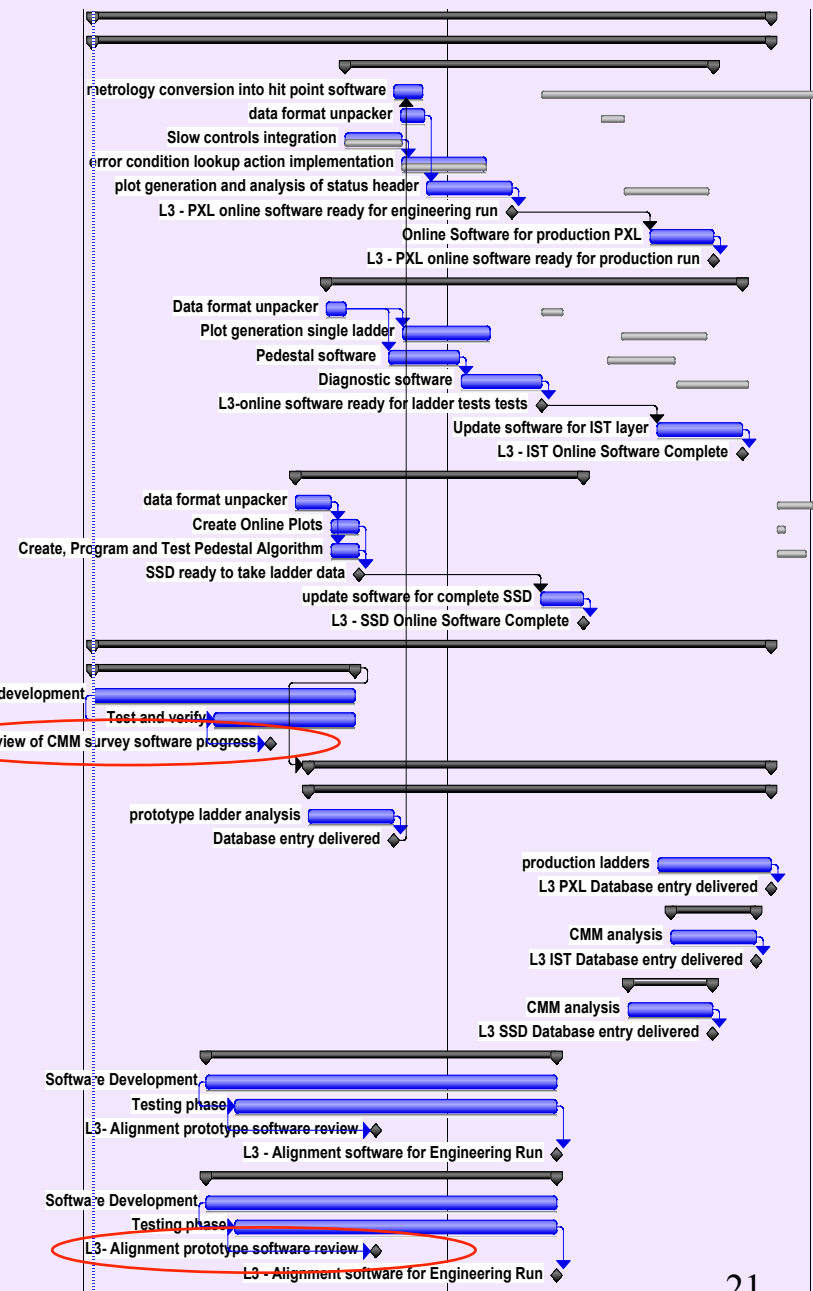 metrology conversion into hit point software
data format unpacker
Slow controls integration
error condition lookup action implementation
plot generation and analysis of status header
L3 - PXL online software ready for engineering run
Online Software for production PXL
L3 - PXL online software ready for production run
Data format unpacker
Plot generation single ladder
Pedestal software
Diagnostic software
L3-online software ready for ladder tests tests
Update software for IST layer
L3 - IST Online Software Complete
data format unpacker
Create Online Plots
Create, Program and Test Pedestal Algorithm
SSD ready to take ladder data
update software for complete SSD
L3 - SSD Online Software Complete
development
Test and verify
view of CMM survey software progress
prototype ladder analysis
Database entry delivered
production ladders
L3 PXL Database entry delivered
CMM analysis
L3 IST Database entry delivered
CMM analysis
L3 SSD Database entry delivered
Software Development
Testing phase
L3- Alignment prototype software review
L3 - Alignment software for Engineering Run
Software Development
Testing phase
L3- Alignment prototype software review
L3 - Alignment software for Engineering Run
21